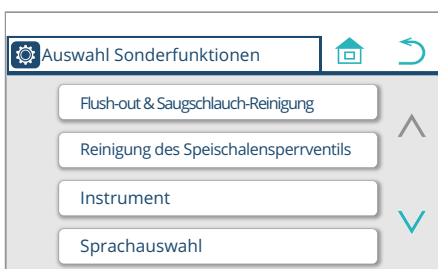 Auswahl Sonderfunktionen
Flush-out & Saugschlauch-Reinigung
Reinigung des Speischalensperrventils
Instrument
Sprachauswahl